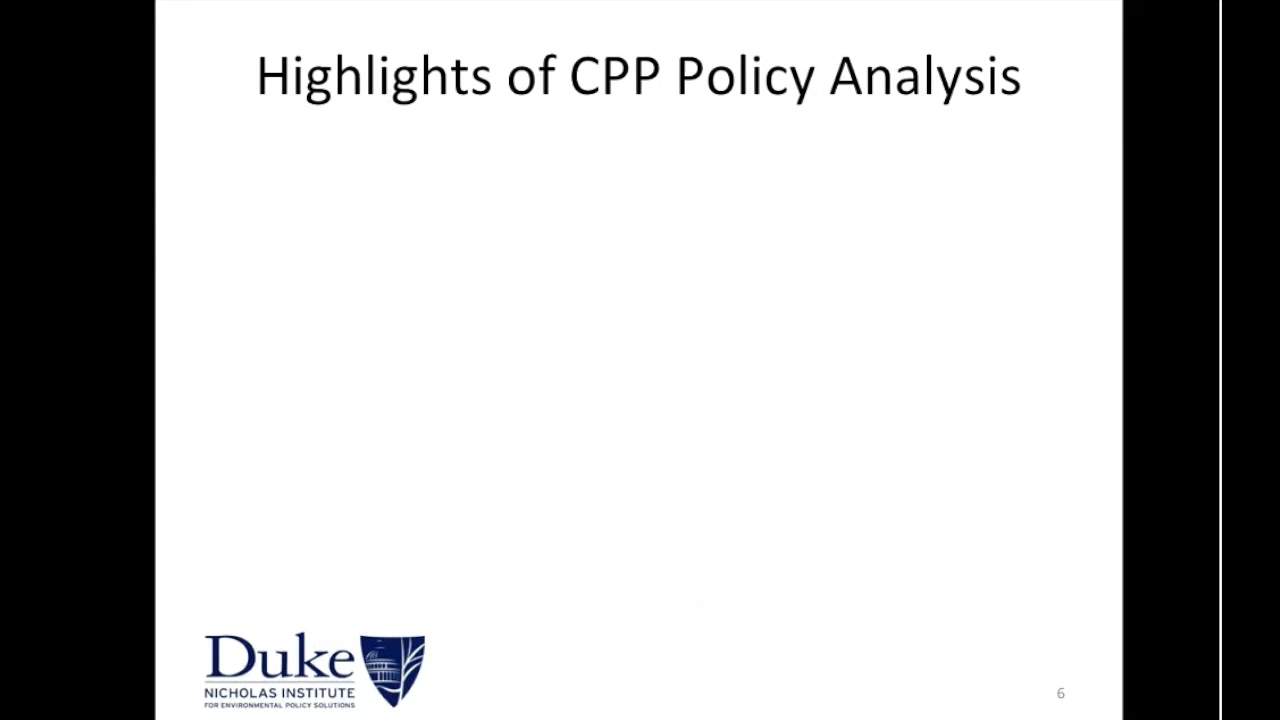 Highlights of CPP Policy Analysis
Duke
NICHOLAS INSTITUTE
FOR ENVIRONMENTAL POLICY SOLUTIONS
6